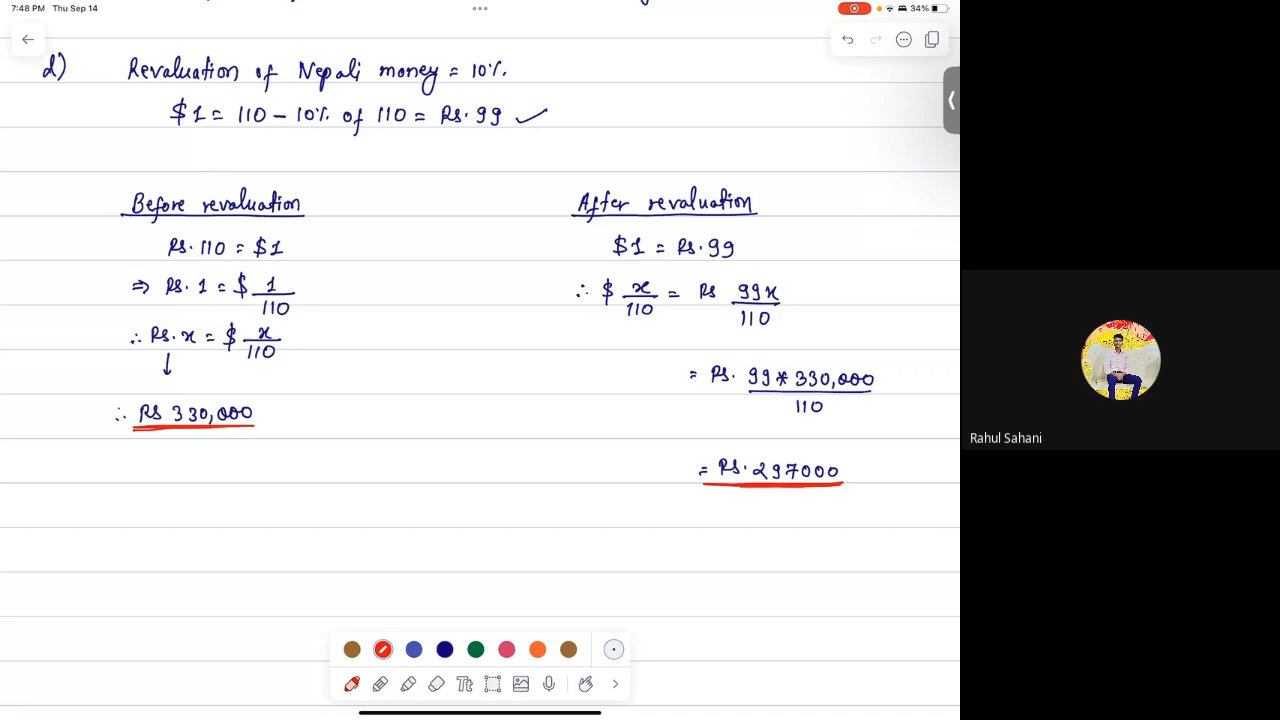 7:48 PM Thu Sep 14
34%
d) Revaluation of Nepali money = 10%.
$1 = 110 - 10% of 110 = Rs. 99 ✓
Before revaluation
Rs. 110 = $1
⇒ Rs. 1 = $ 1/110
∴ Rs. x = $ x/110
↓
∴ Rs 330,000
After revaluation
$1 = Rs. 99
∴ $ x/110 = Rs 99x/110
= Rs. 99 * 330,000/110
= Rs. 297000
Rahul Sahani
Tt